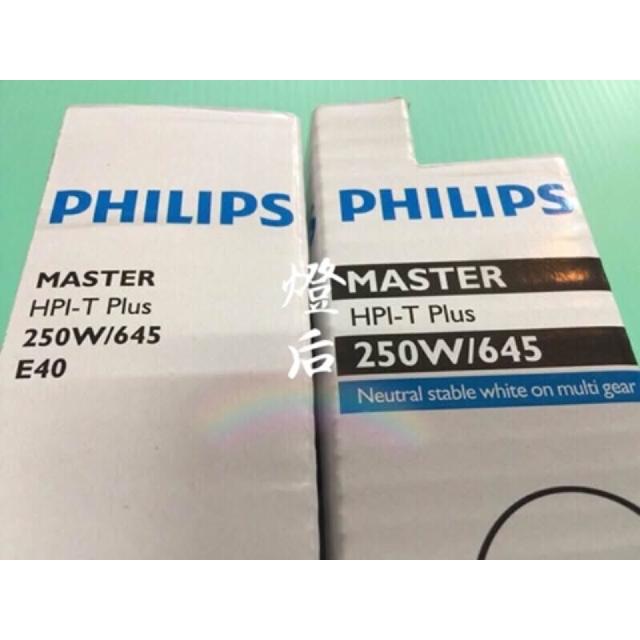 PHILIPS
MASTER
HPI-T Plus
250W/645
E40
PHILIPS
MASTER
HPI-T Plus
250W/645
Neutral stable white on multi gear
燈后